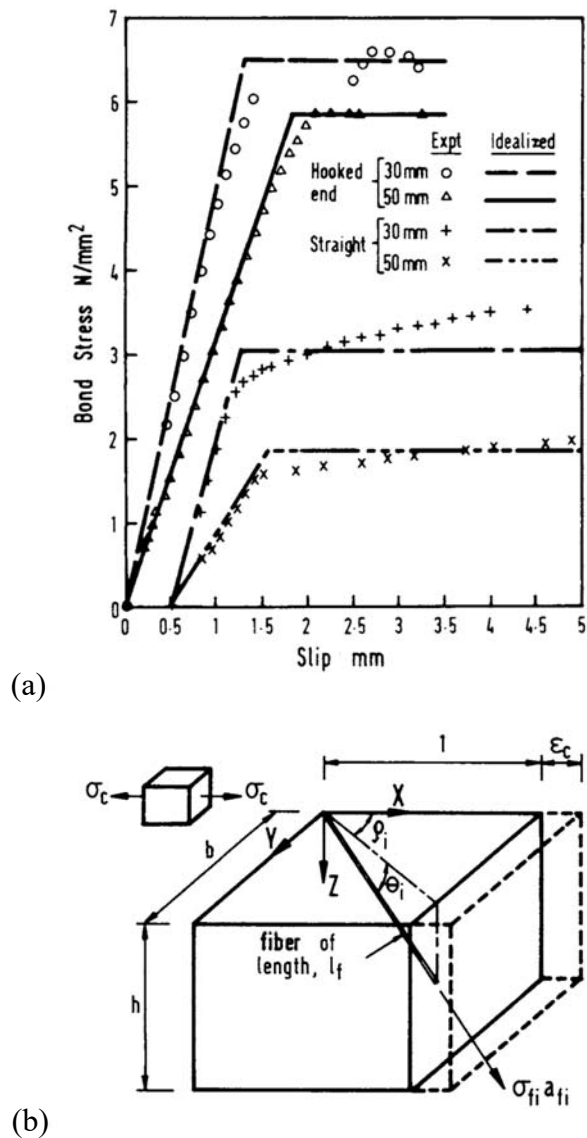 7
6
5
4
3
2
1
0
Bond Stress N/mm²
Expt Idealized
Hooked end
30 mm
50 mm
Straight
30 mm
50 mm
0 0·5 1 1·5 2 2·5 3 3·5 4 4·5 5
Slip mm
(a)
1 εc
σc σc
X
b
Y
Z
φi
θi
fiber of
length, lf
h
σfi afi
(b)